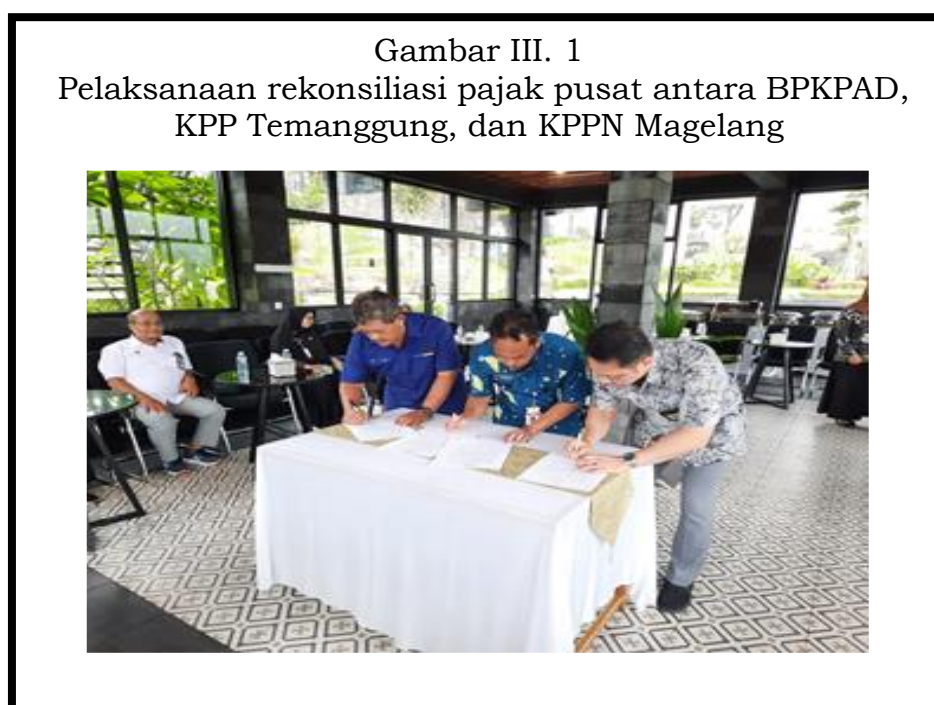 Gambar III. 1
Pelaksanaan rekonsiliasi pajak pusat antara BPKPAD,
KPP Temanggung, dan KPPN Magelang